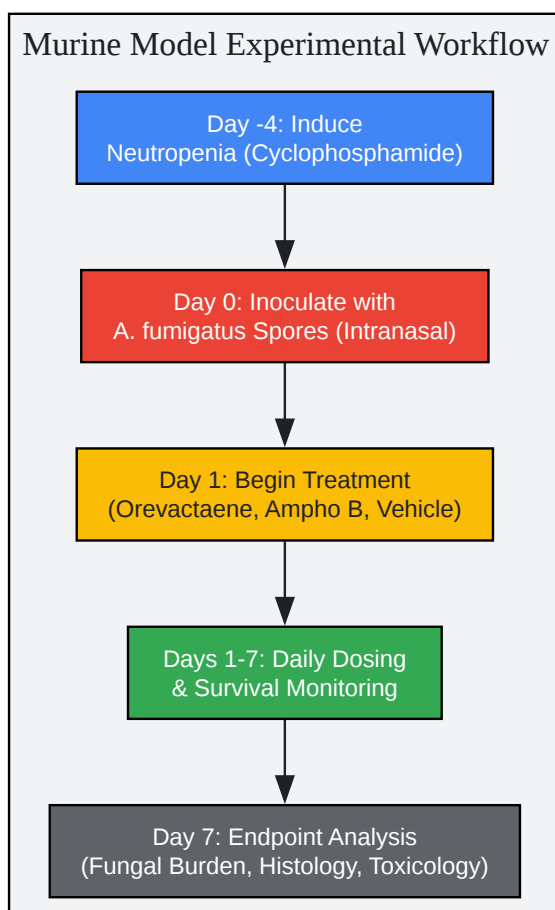 Murine Model Experimental Workflow
Day -4: Induce
Neutropenia (Cyclophosphamide)
Day 0: Inoculate with
A. fumigatus Spores (Intranasal)
Day 1: Begin Treatment
(Orevactaene, Ampho B, Vehicle)
Days 1-7: Daily Dosing
& Survival Monitoring
Day 7: Endpoint Analysis
(Fungal Burden, Histology, Toxicology)